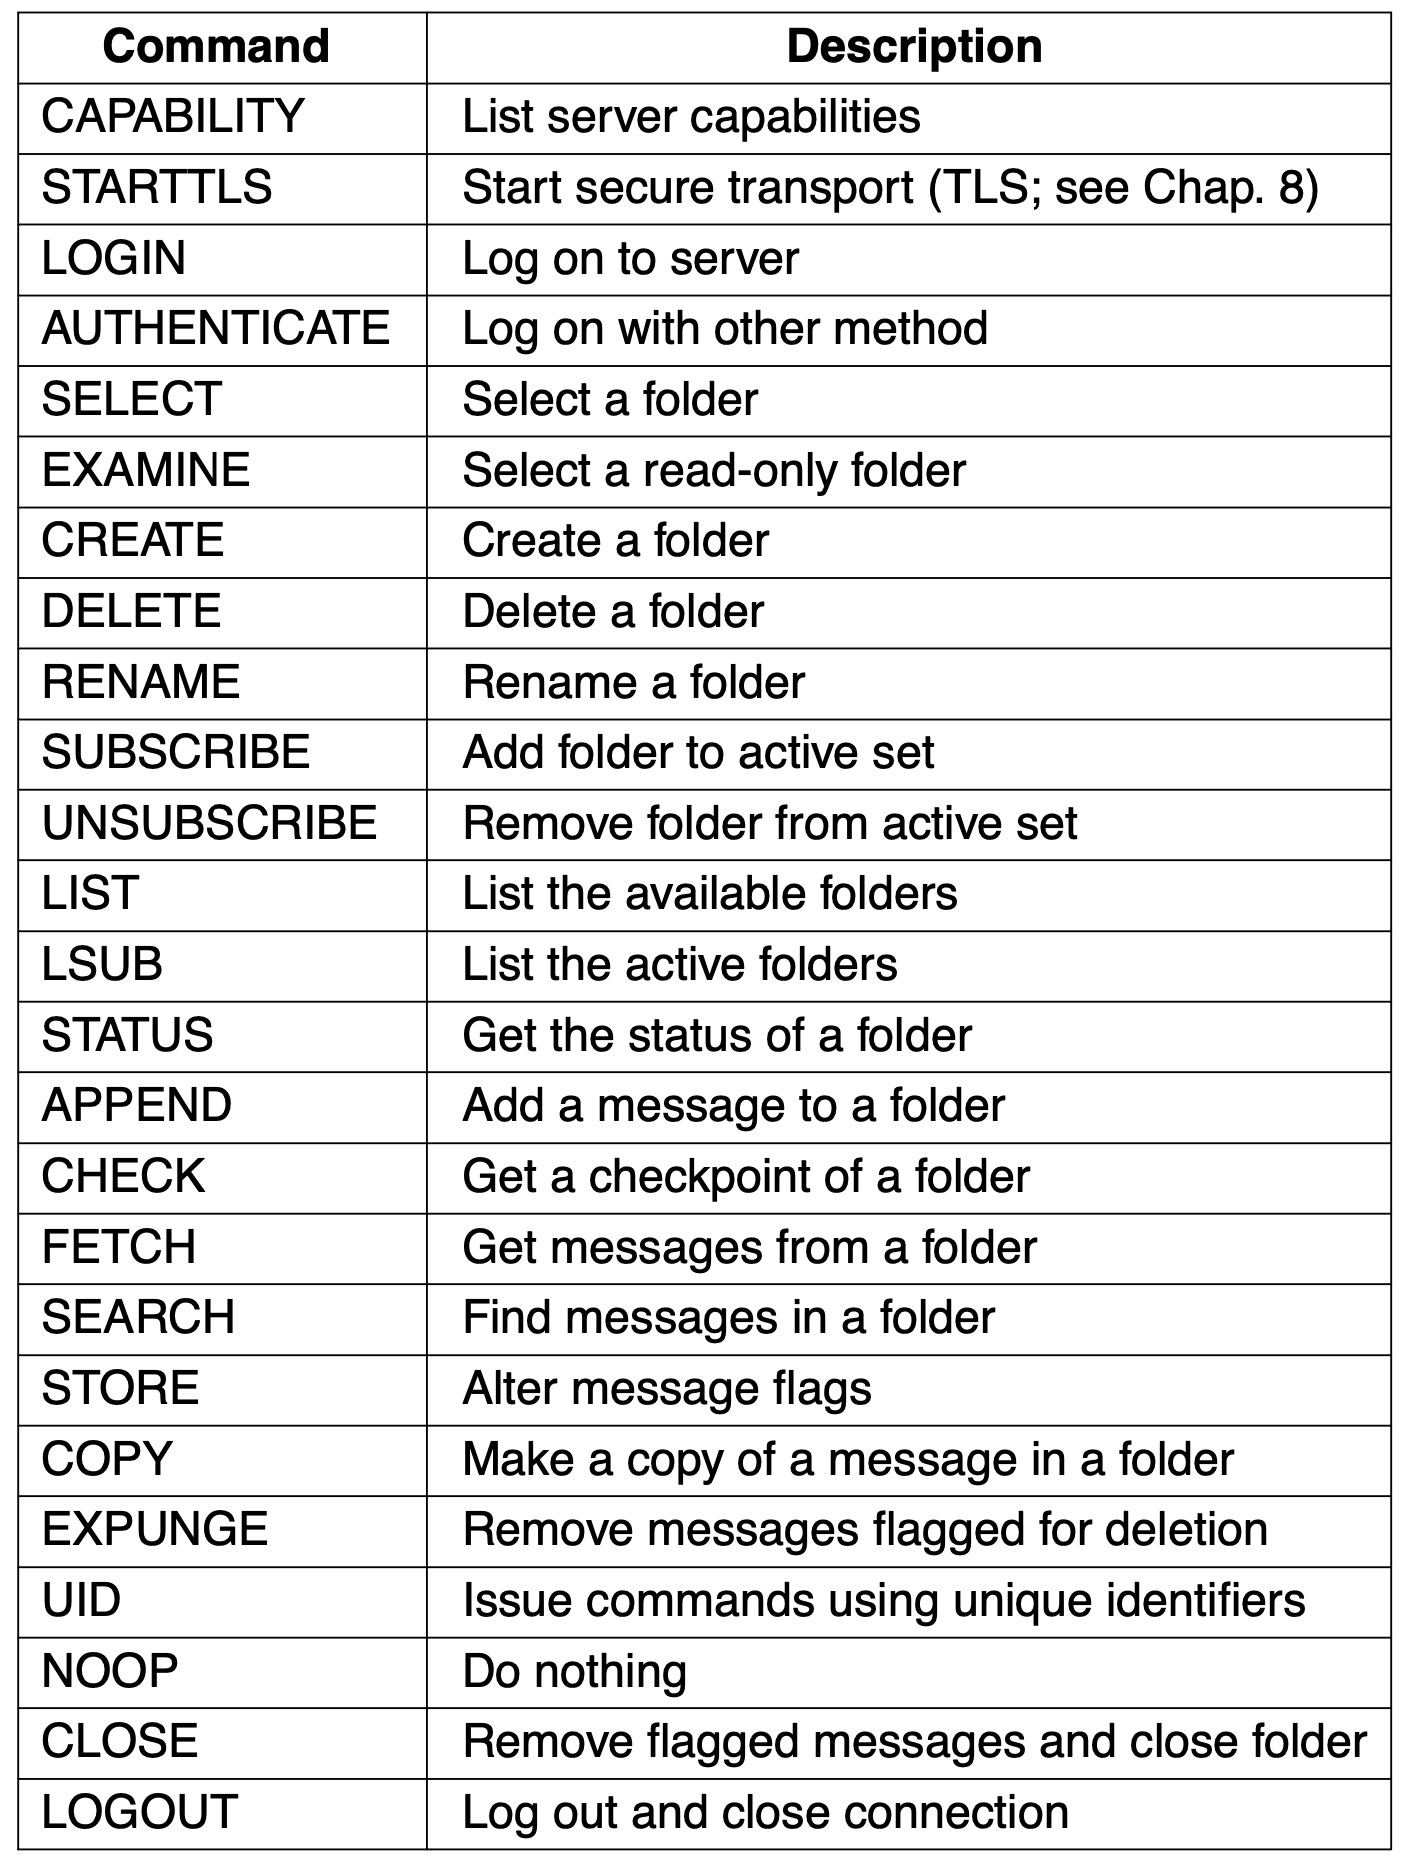 Command Description
CAPABILITY List server capabilities
STARTTLS Start secure transport (TLS; see Chap. 8)
LOGIN Log on to server
AUTHENTICATE Log on with other method
SELECT Select a folder
EXAMINE Select a read-only folder
CREATE Create a folder
DELETE Delete a folder
RENAME Rename a folder
SUBSCRIBE Add folder to active set
UNSUBSCRIBE Remove folder from active set
LIST List the available folders
LSUB List the active folders
STATUS Get the status of a folder
APPEND Add a message to a folder
CHECK Get a checkpoint of a folder
FETCH Get messages from a folder
SEARCH Find messages in a folder
STORE Alter message flags
COPY Make a copy of a message in a folder
EXPUNGE Remove messages flagged for deletion
UID Issue commands using unique identifiers
NOOP Do nothing
CLOSE Remove flagged messages and close folder
LOGOUT Log out and close connection